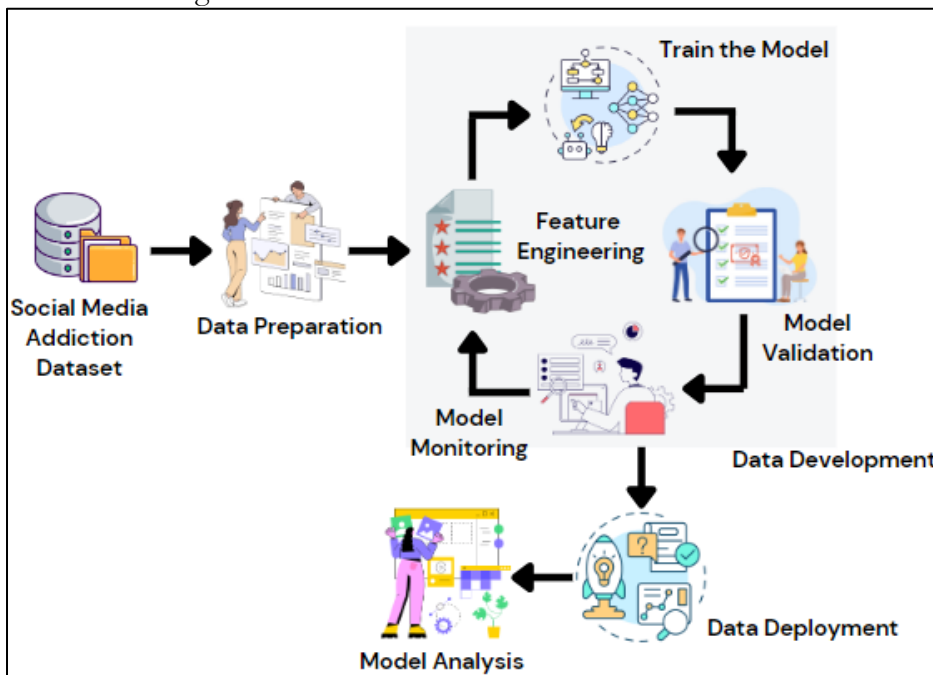 Train the Model
Feature
Engineering
Social Media
Addiction
Dataset
Data Preparation
Model
Validation
Model
Monitoring
Data Development
Data Deployment
Model Analysis